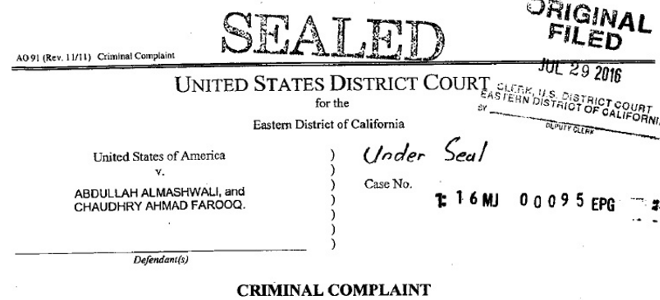 SEALED
ORIGINAL
FILED
JUL 29 2016
CLERK, U.S. DISTRICT COURT
EASTERN DISTRICT OF CALIFORNIA
BY
DEPUTY CLERK
AO 91 (Rev. 11/11) Criminal Complaint
UNITED STATES DISTRICT COURT
for the
Eastern District of California
United States of America
v.
ABDULLAH ALMASHWALI, and
CHAUDHRY AHMAD FAROOQ.
Defendant(s)
)
)
)
)
)
)
)
Under Seal
Case No.
1: 16 MJ 00095 EPG
CRIMINAL COMPLAINT